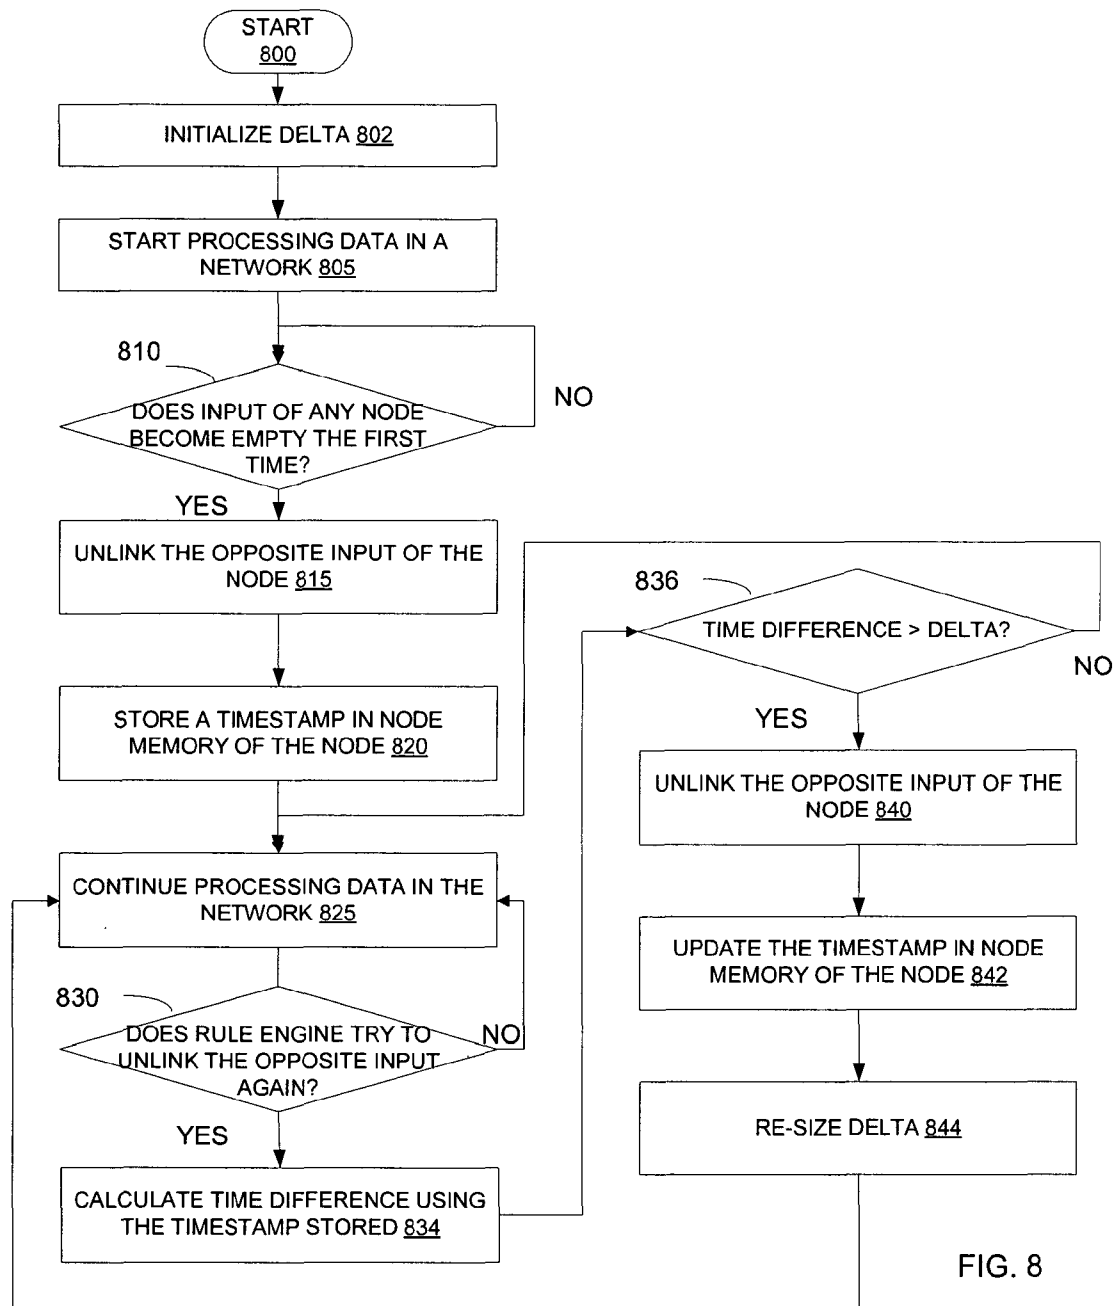 START
800
INITIALIZE DELTA 802
START PROCESSING DATA IN A
NETWORK 805
810
DOES INPUT OF ANY NODE
BECOME EMPTY THE FIRST
TIME?
NO
YES
UNLINK THE OPPOSITE INPUT OF THE
NODE 815
STORE A TIMESTAMP IN NODE
MEMORY OF THE NODE 820
CONTINUE PROCESSING DATA IN THE
NETWORK 825
830
DOES RULE ENGINE TRY TO
UNLINK THE OPPOSITE INPUT
AGAIN?
NO
YES
CALCULATE TIME DIFFERENCE USING
THE TIMESTAMP STORED 834
836
TIME DIFFERENCE > DELTA?
NO
YES
UNLINK THE OPPOSITE INPUT OF THE
NODE 840
UPDATE THE TIMESTAMP IN NODE
MEMORY OF THE NODE 842
RE-SIZE DELTA 844
FIG. 8